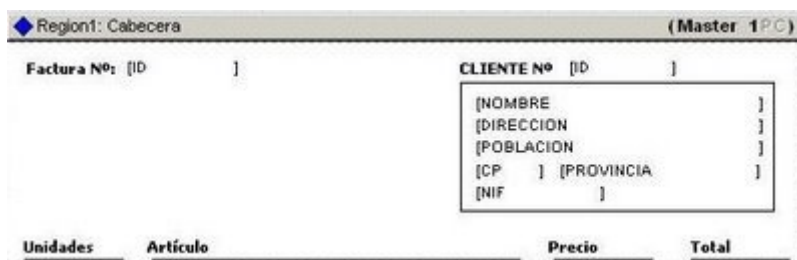 Region1: Cabecera (Master 1PC)
Factura Nº: [ID ] CLIENTE Nº [ID ]
[NOMBRE ]
[DIRECCION ]
[POBLACION ]
[CP ] [PROVINCIA ]
[NIF ]
Unidades Artículo Precio Total